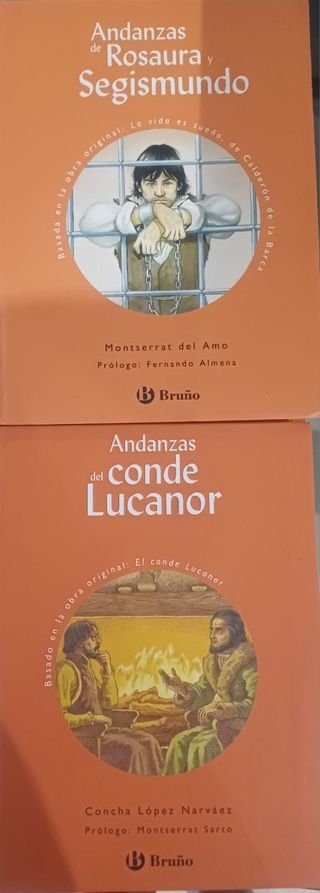 Andanzas
de Rosaura y
Segismundo
Basada en la obra original: La vida es sueño, de Calderón de la Barca
Montserrat del Amo
Prólogo: Fernando Almena
Bruño
Andanzas
del conde
Lucanor
Basado en la obra original: El conde Lucanor
Concha López Narváez
Prólogo: Montserrat Sarto
Bruño